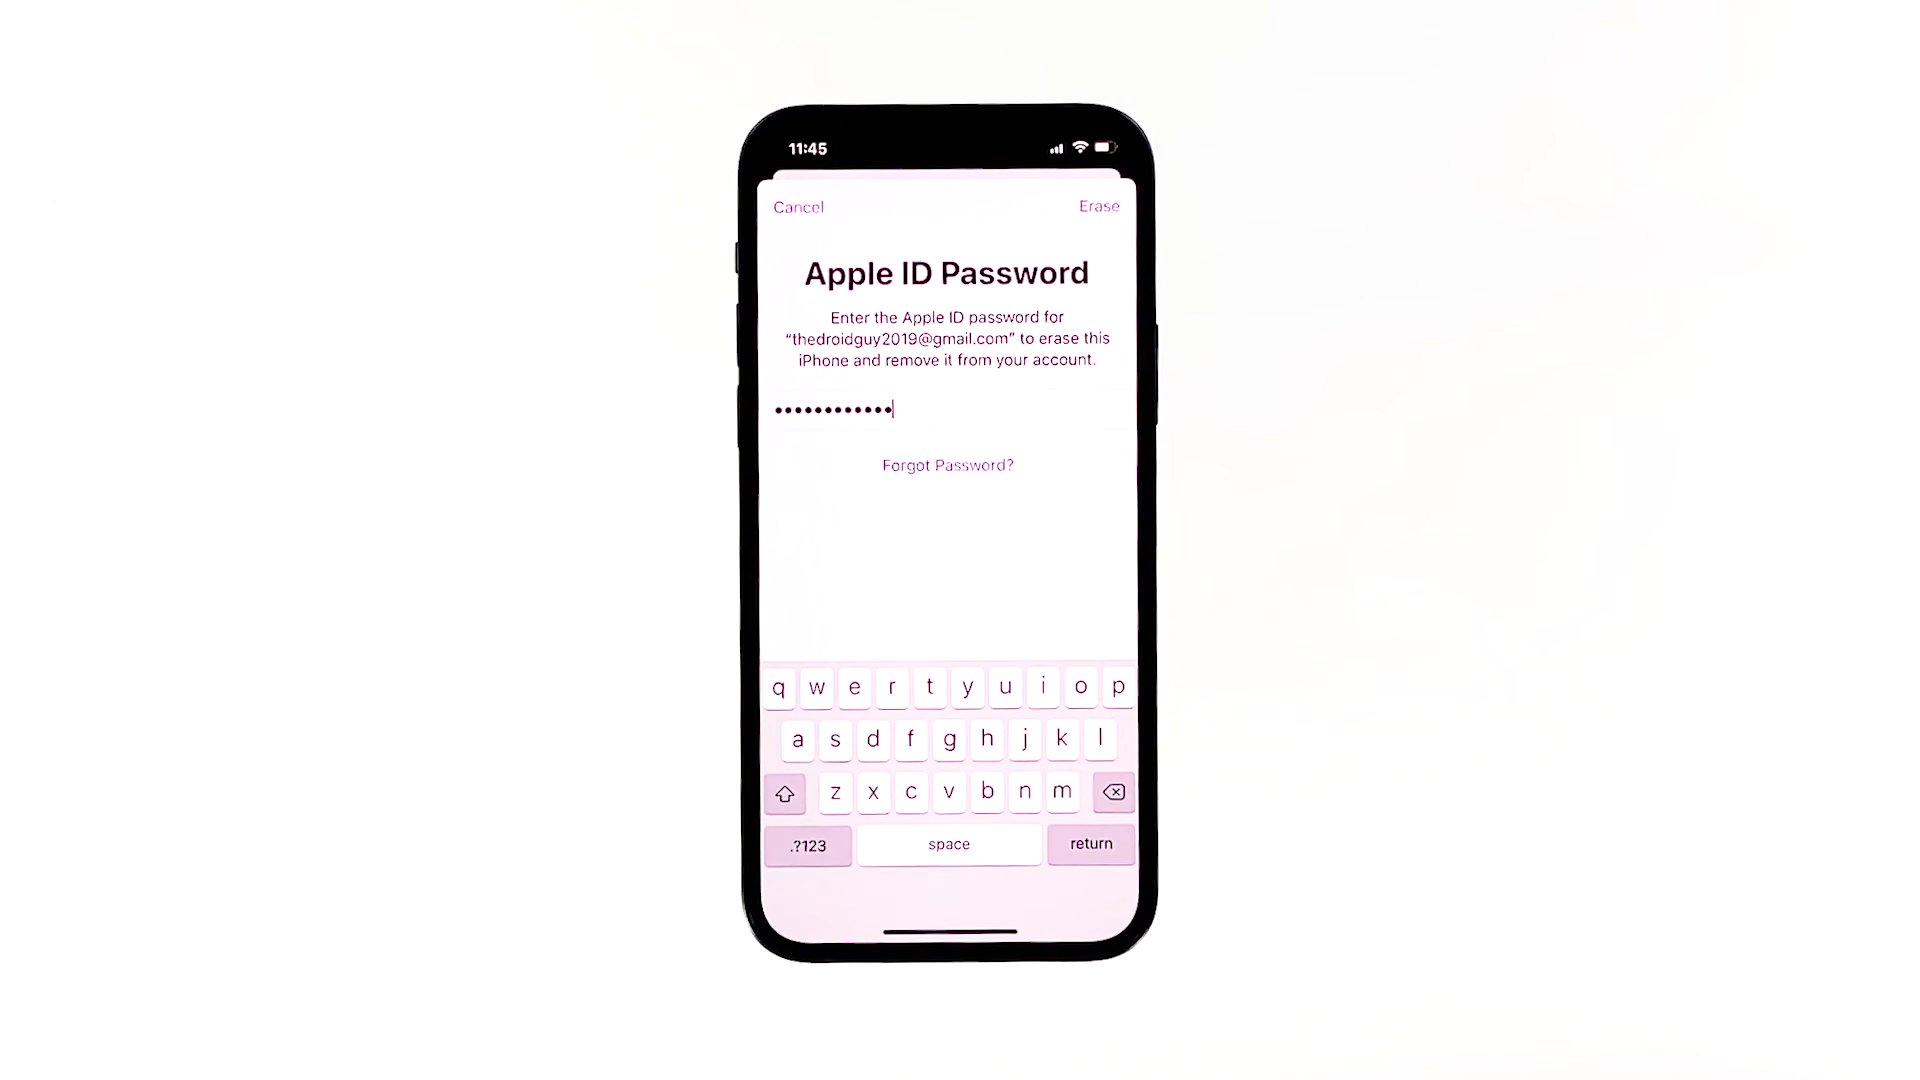 11:45
Cancel Erase
Apple ID Password
Enter the Apple ID password for
“thedroidguy2019@gmail.com” to erase this
iPhone and remove it from your account.
••••••••••••
Forgot Password?
q w e r t y u i o p
a s d f g h j k l
z x c v b n m
.?123 space return